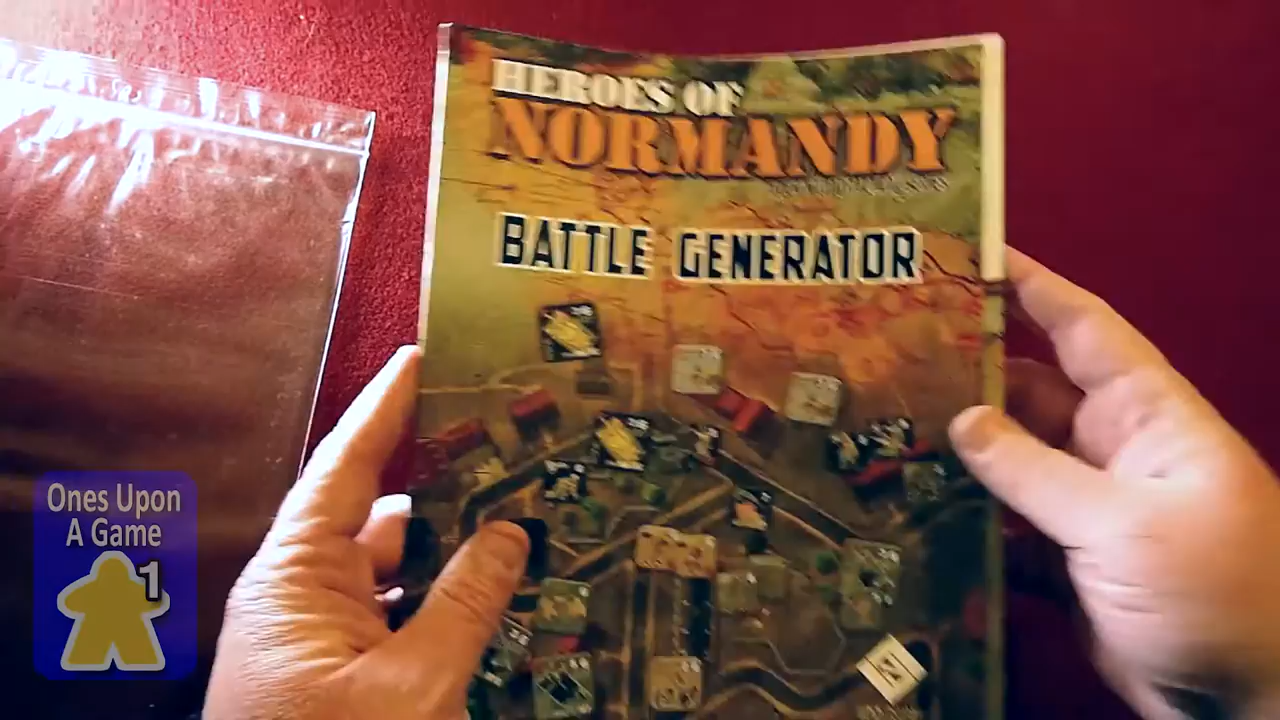 HEROES OF
NORMANDY
BATTLE GENERATOR
Ones Upon
A Game
1